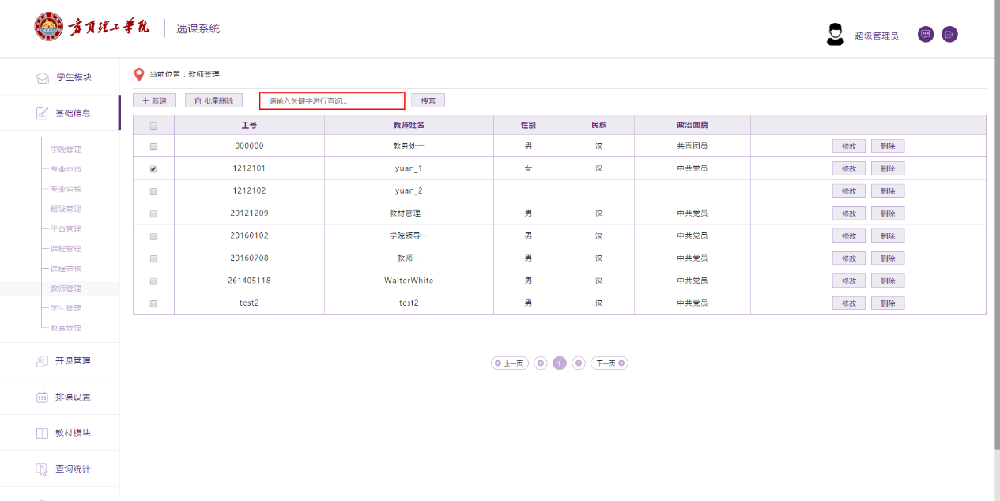 宁夏理工学院 选课系统 超级管理员
学生模块
基础信息
学院管理
专业申请
专业审核
班级管理
平台管理
课程管理
课程审核
教师管理
学生管理
教室管理
开课管理
排课设置
教材模块
查询统计
当前位置：教师管理
新建 批量删除 请输入关键字进行查询... 搜索
工号 教师姓名 性别 民族 政治面貌
000000 教务处一 男 汉 共青团员 修改 删除
1212101 yuan_1 女 汉 中共党员 修改 删除
1212102 yuan_2 修改 删除
20121209 教材管理一 男 汉 中共党员 修改 删除
20160102 学院领导一 男 汉 中共党员 修改 删除
20160708 教师一 男 汉 中共党员 修改 删除
261405118 WalterWhite 男 汉 中共党员 修改 删除
test2 test2 男 汉 中共党员 修改 删除
上一页 1 下一页